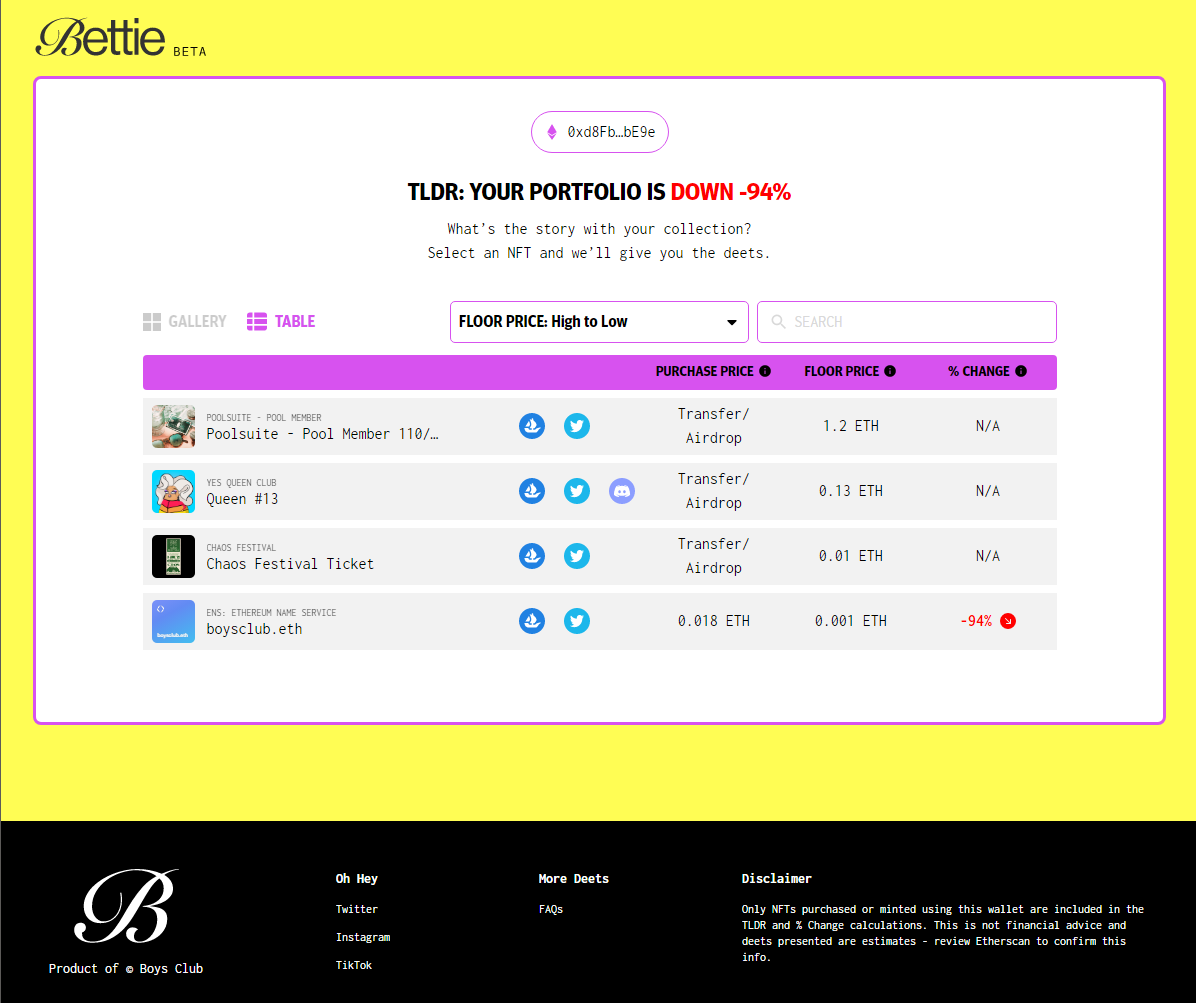 Bettie BETA
0xd8Fb…bE9e
TLDR: YOUR PORTFOLIO IS DOWN -94%
What's the story with your collection?
Select an NFT and we'll give you the deets.
GALLERY TABLE FLOOR PRICE: High to Low SEARCH
PURCHASE PRICE FLOOR PRICE % CHANGE
POOLSUITE - POOL MEMBER
Poolsuite - Pool Member 110/…
Transfer/
Airdrop
1.2 ETH
N/A
YES QUEEN CLUB
Queen #13
Transfer/
Airdrop
0.13 ETH
N/A
CHAOS FESTIVAL
Chaos Festival Ticket
Transfer/
Airdrop
0.01 ETH
N/A
boysclub.eth
ENS: ETHEREUM NAME SERVICE
boysclub.eth
0.018 ETH
0.001 ETH
-94%
B
Product of © Boys Club
Oh Hey
Twitter
Instagram
TikTok
More Deets
FAQs
Disclaimer
Only NFTs purchased or minted using this wallet are included in the
TLDR and % Change calculations. This is not financial advice and
deets presented are estimates - review Etherscan to confirm this
info.